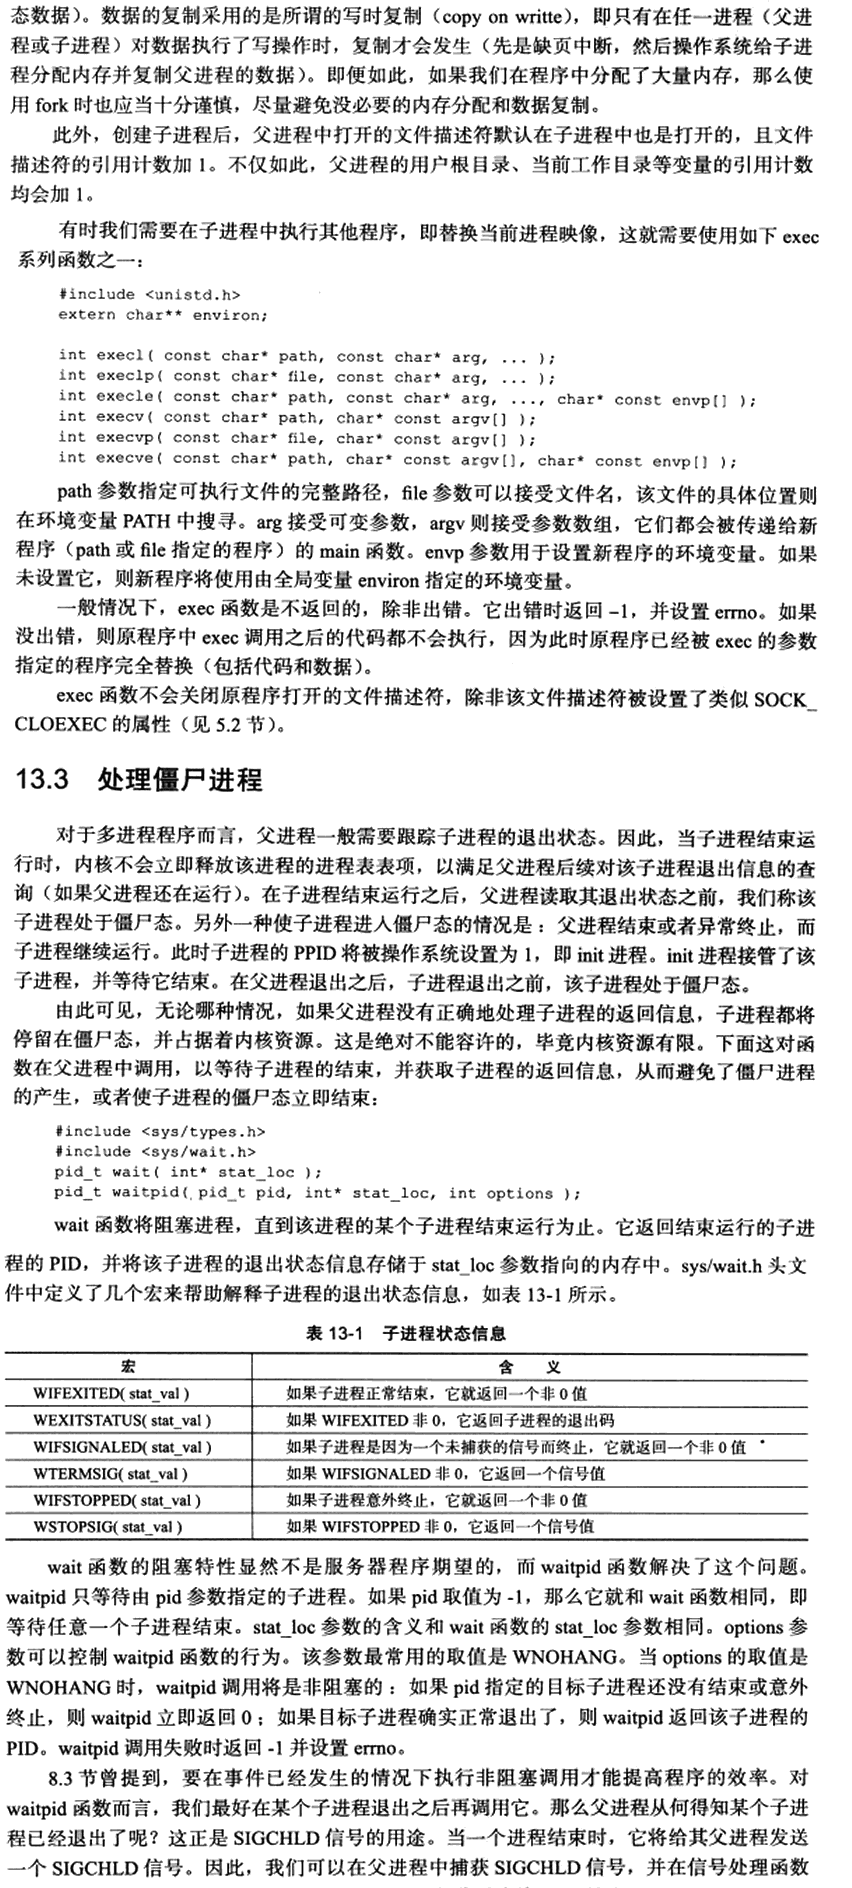 态数据）。数据的复制采用的是所谓的写时复制（copy on writte），即只有在任一进程（父进
程或子进程）对数据执行了写操作时，复制才会发生（先是缺页中断，然后操作系统给子进
程分配内存并复制父进程的数据）。即便如此，如果我们在程序中分配了大量内存，那么使
用 fork 时也应当十分谨慎，尽量避免没必要的内存分配和数据复制。
此外，创建子进程后，父进程中打开的文件描述符默认在子进程中也是打开的，且文件
描述符的引用计数加 1。不仅如此，父进程的用户根目录、当前工作目录等变量的引用计数
均会加 1。
有时我们需要在子进程中执行其他程序，即替换当前进程映像，这就需要使用如下 exec
系列函数之一：
#include <unistd.h>
extern char** environ;
int execl( const char* path, const char* arg, ... );
int execlp( const char* file, const char* arg, ... );
int execle( const char* path, const char* arg, ..., char* const envp[] );
int execv( const char* path, char* const argv[] );
int execvp( const char* file, char* const argv[] );
int execve( const char* path, char* const argv[], char* const envp[] );
path 参数指定可执行文件的完整路径，file 参数可以接受文件名，该文件的具体位置则
在环境变量 PATH 中搜寻。arg 接受可变参数，argv 则接受参数数组，它们都会被传递给新
程序（path 或 file 指定的程序）的 main 函数。envp 参数用于设置新程序的环境变量。如果
未设置它，则新程序将使用由全局变量 environ 指定的环境变量。
一般情况下，exec 函数是不返回的，除非出错。它出错时返回 –1，并设置 errno。如果
没出错，则原程序中 exec 调用之后的代码都不会执行，因为此时原程序已经被 exec 的参数
指定的程序完全替换（包括代码和数据）。
exec 函数不会关闭原程序打开的文件描述符，除非该文件描述符被设置了类似 SOCK_
CLOEXEC 的属性（见 5.2 节）。
13.3 处理僵尸进程
对于多进程程序而言，父进程一般需要跟踪子进程的退出状态。因此，当子进程结束运
行时，内核不会立即释放该进程的进程表表项，以满足父进程后续对该子进程退出信息的查
询（如果父进程还在运行）。在子进程结束运行之后，父进程读取其退出状态之前，我们称该
子进程处于僵尸态。另外一种使子进程进入僵尸态的情况是：父进程结束或者异常终止，而
子进程继续运行。此时子进程的 PPID 将被操作系统设置为 1，即 init 进程。init 进程接管了该
子进程，并等待它结束。在父进程退出之后，子进程退出之前，该子进程处于僵尸态。
由此可见，无论哪种情况，如果父进程没有正确地处理子进程的返回信息，子进程都将
停留在僵尸态，并占据着内核资源。这是绝对不能容许的，毕竟内核资源有限。下面这对函
数在父进程中调用，以等待子进程的结束，并获取子进程的返回信息，从而避免了僵尸进程
的产生，或者使子进程的僵尸态立即结束：
#include <sys/types.h>
#include <sys/wait.h>
pid_t wait( int* stat_loc );
pid_t waitpid( pid_t pid, int* stat_loc, int options );
wait 函数将阻塞进程，直到该进程的某个子进程结束运行为止。它返回结束运行的子进
程的 PID，并将该子进程的退出状态信息存储于 stat_loc 参数指向的内存中。sys/wait.h 头文
件中定义了几个宏来帮助解释子进程的退出状态信息，如表 13-1 所示。
表 13-1 子进程状态信息
宏 含 义
WIFEXITED( stat_val ) 如果子进程正常结束，它就返回一个非 0 值
WEXITSTATUS( stat_val ) 如果 WIFEXITED 非 0，它返回子进程的退出码
WIFSIGNALED( stat_val ) 如果子进程是因为一个未捕获的信号而终止，它就返回一个非 0 值
WTERMSIG( stat_val ) 如果 WIFSIGNALED 非 0，它返回一个信号值
WIFSTOPPED( stat_val ) 如果子进程意外终止，它就返回一个非 0 值
WSTOPSIG( stat_val ) 如果 WIFSTOPPED 非 0，它返回一个信号值
wait 函数的阻塞特性显然不是服务器程序期望的，而 waitpid 函数解决了这个问题。
waitpid 只等待由 pid 参数指定的子进程。如果 pid 取值为 -1，那么它就和 wait 函数相同，即
等待任意一个子进程结束。stat_loc 参数的含义和 wait 函数的 stat_loc 参数相同。options 参
数可以控制 waitpid 函数的行为。该参数最常用的取值是 WNOHANG。当 options 的取值是
WNOHANG 时，waitpid 调用将是非阻塞的：如果 pid 指定的目标子进程还没有结束或意外
终止，则 waitpid 立即返回 0；如果目标子进程确实正常退出了，则 waitpid 返回该子进程的
PID。waitpid 调用失败时返回 -1 并设置 errno。
8.3 节曾提到，要在事件已经发生的情况下执行非阻塞调用才能提高程序的效率。对
waitpid 函数而言，我们最好在某个子进程退出之后再调用它。那么父进程从何得知某个子进
程已经退出了呢？这正是 SIGCHLD 信号的用途。当一个进程结束时，它将给其父进程发送
一个 SIGCHLD 信号。因此，我们可以在父进程中捕获 SIGCHLD 信号，并在信号处理函数